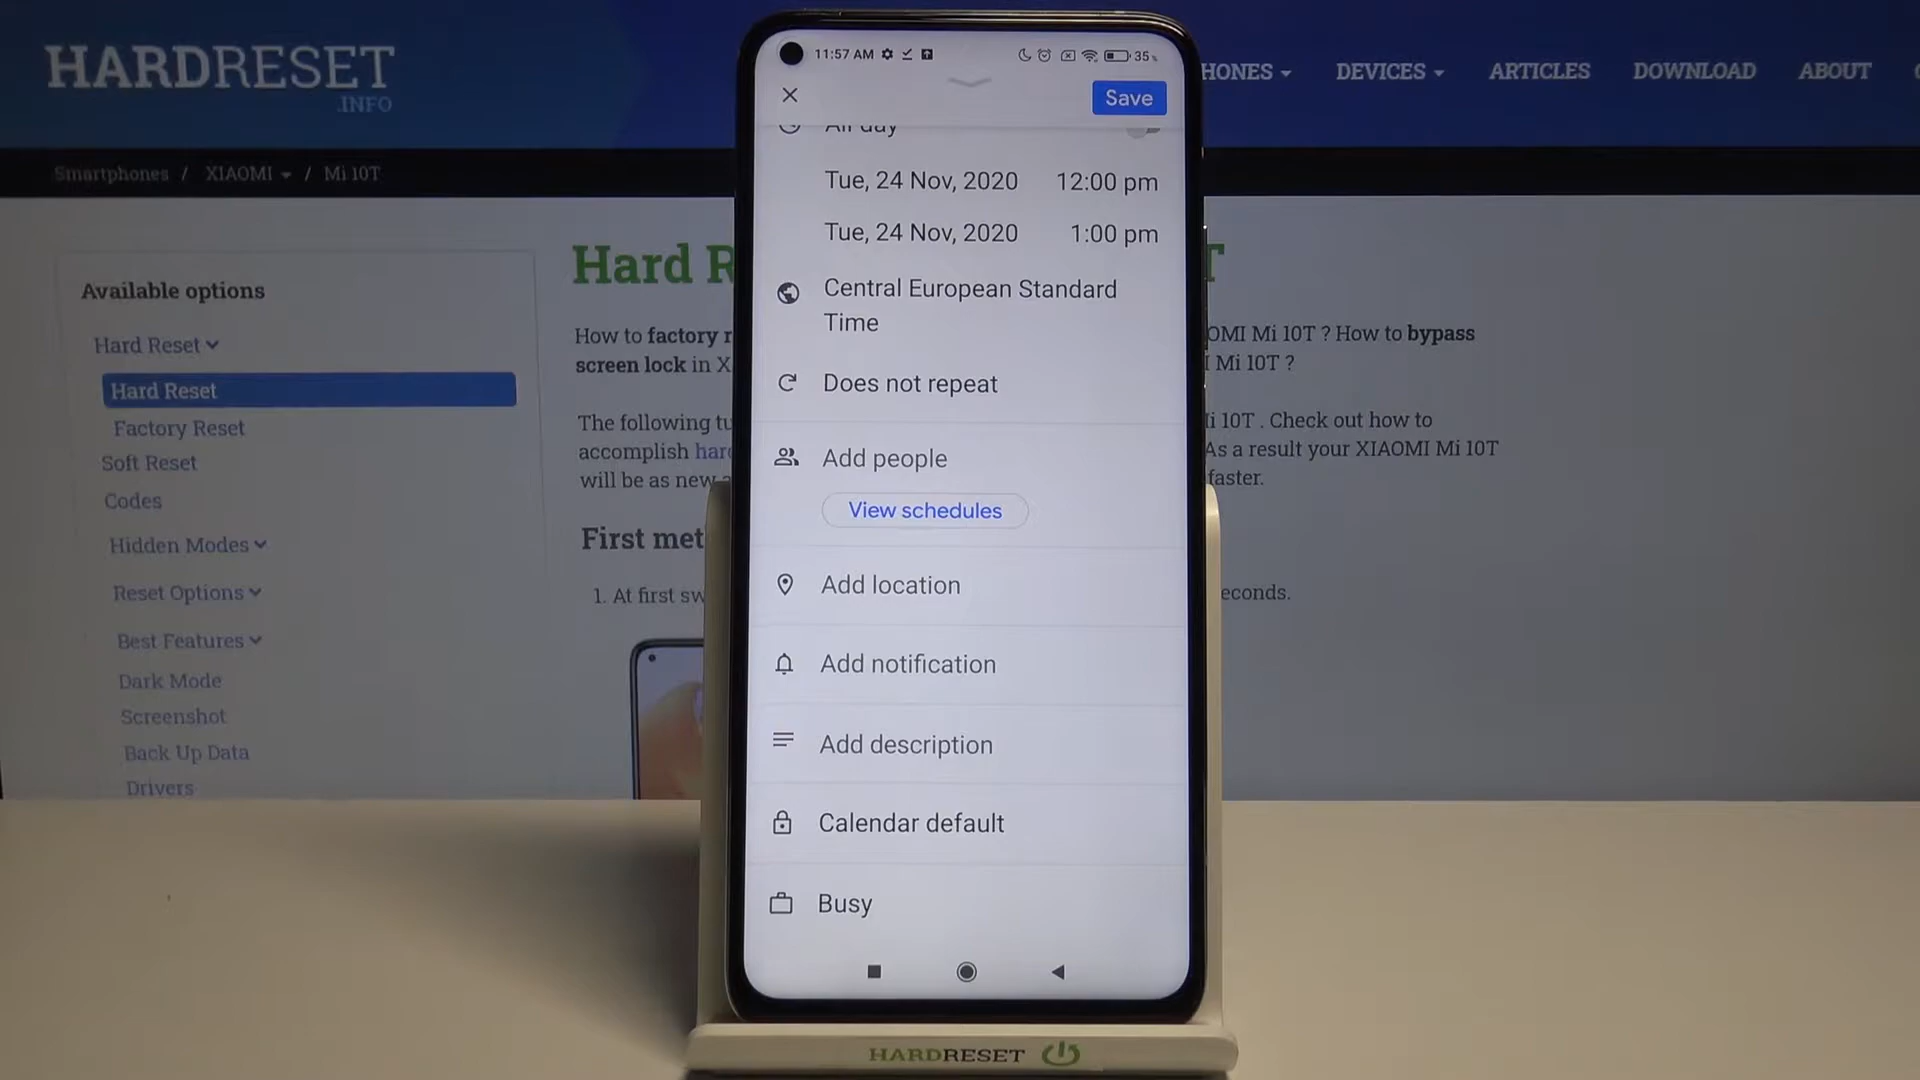 HARDRESET
.INFO
HONES
DEVICES
ARTICLES
DOWNLOAD
ABOUT
Smartphones / XIAOMI / Mi 10T
Available options
Hard Reset
Hard Reset
Factory Reset
Soft Reset
Codes
Hidden Modes
Reset Options
Best Features
Dark Mode
Screenshot
Back Up Data
Drivers
Hard R
T
How to factory r
OMI Mi 10T ? How to bypass
screen lock in X
I Mi 10T ?
The following tu
i 10T . Check out how to
accomplish hard
As a result your XIAOMI Mi 10T
will be as new a
faster.
First met
1. At first sw
econds.
11:57 AM
35%
Save
All day
Tue, 24 Nov, 2020 12:00 pm
Tue, 24 Nov, 2020 1:00 pm
Central European Standard
Time
Does not repeat
Add people
View schedules
Add location
Add notification
Add description
Calendar default
Busy
HARDRESET